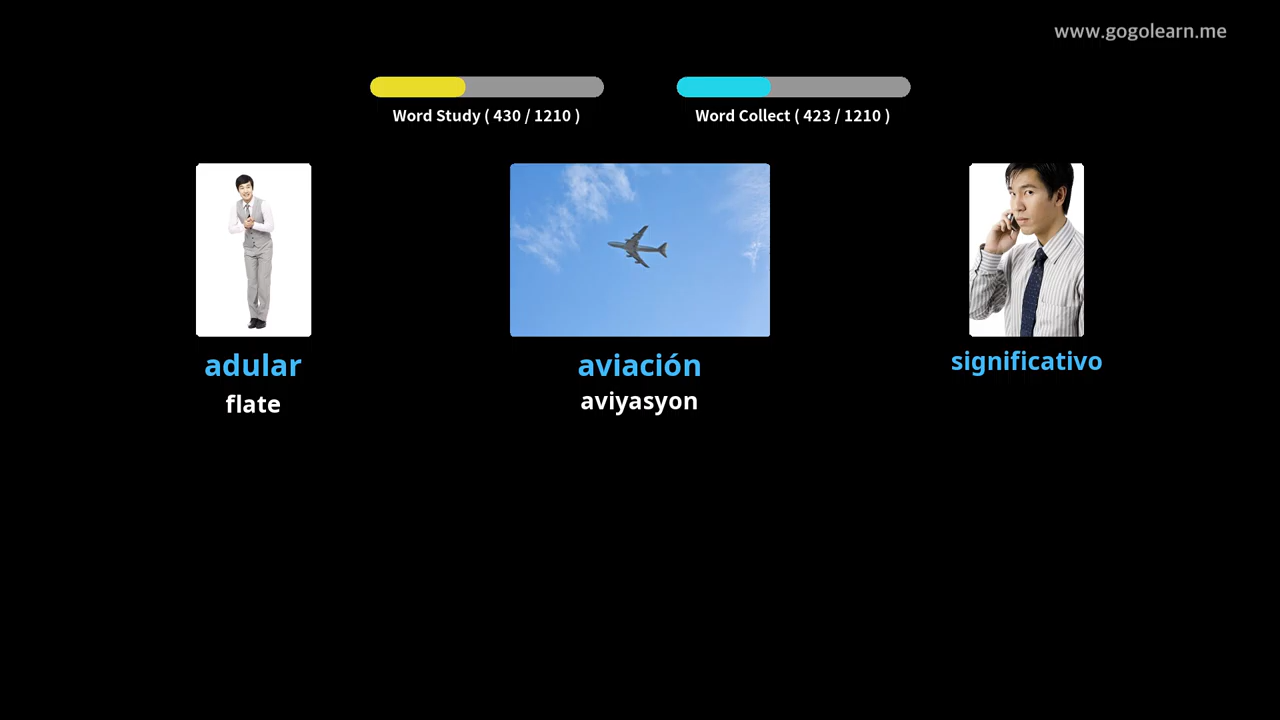 www.gogolearn.me
Word Study ( 430 / 1210 )
Word Collect ( 423 / 1210 )
adular
flate
aviación
aviyasyon
significativo